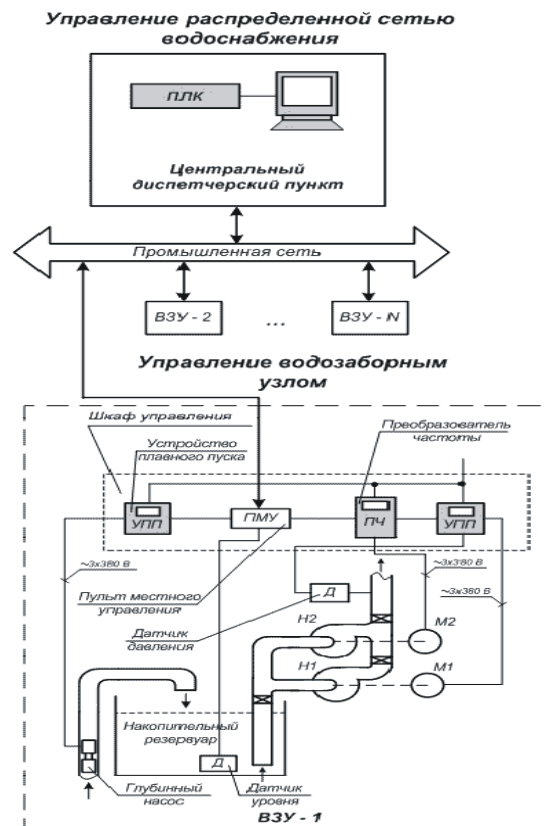 Управление распределенной сетью
водоснабжения
ПЛК
Центральный
диспетчерский пункт
Промышленная сеть
ВЗУ - 2
...
ВЗУ - N
Управление водозаборным
узлом
Шкаф управления
Преобразователь
частоты
Устройство
плавного пуска
УПП
ПМУ
ПЧ
УПП
~3x380 В
~3x380 В
~3x380 В
Пульт местного
управления
Д
Датчик
давления
Н2
М2
Н1
М1
Накопительный
резервуар
Д
Глубинный
насос
Датчик
уровня
ВЗУ - 1